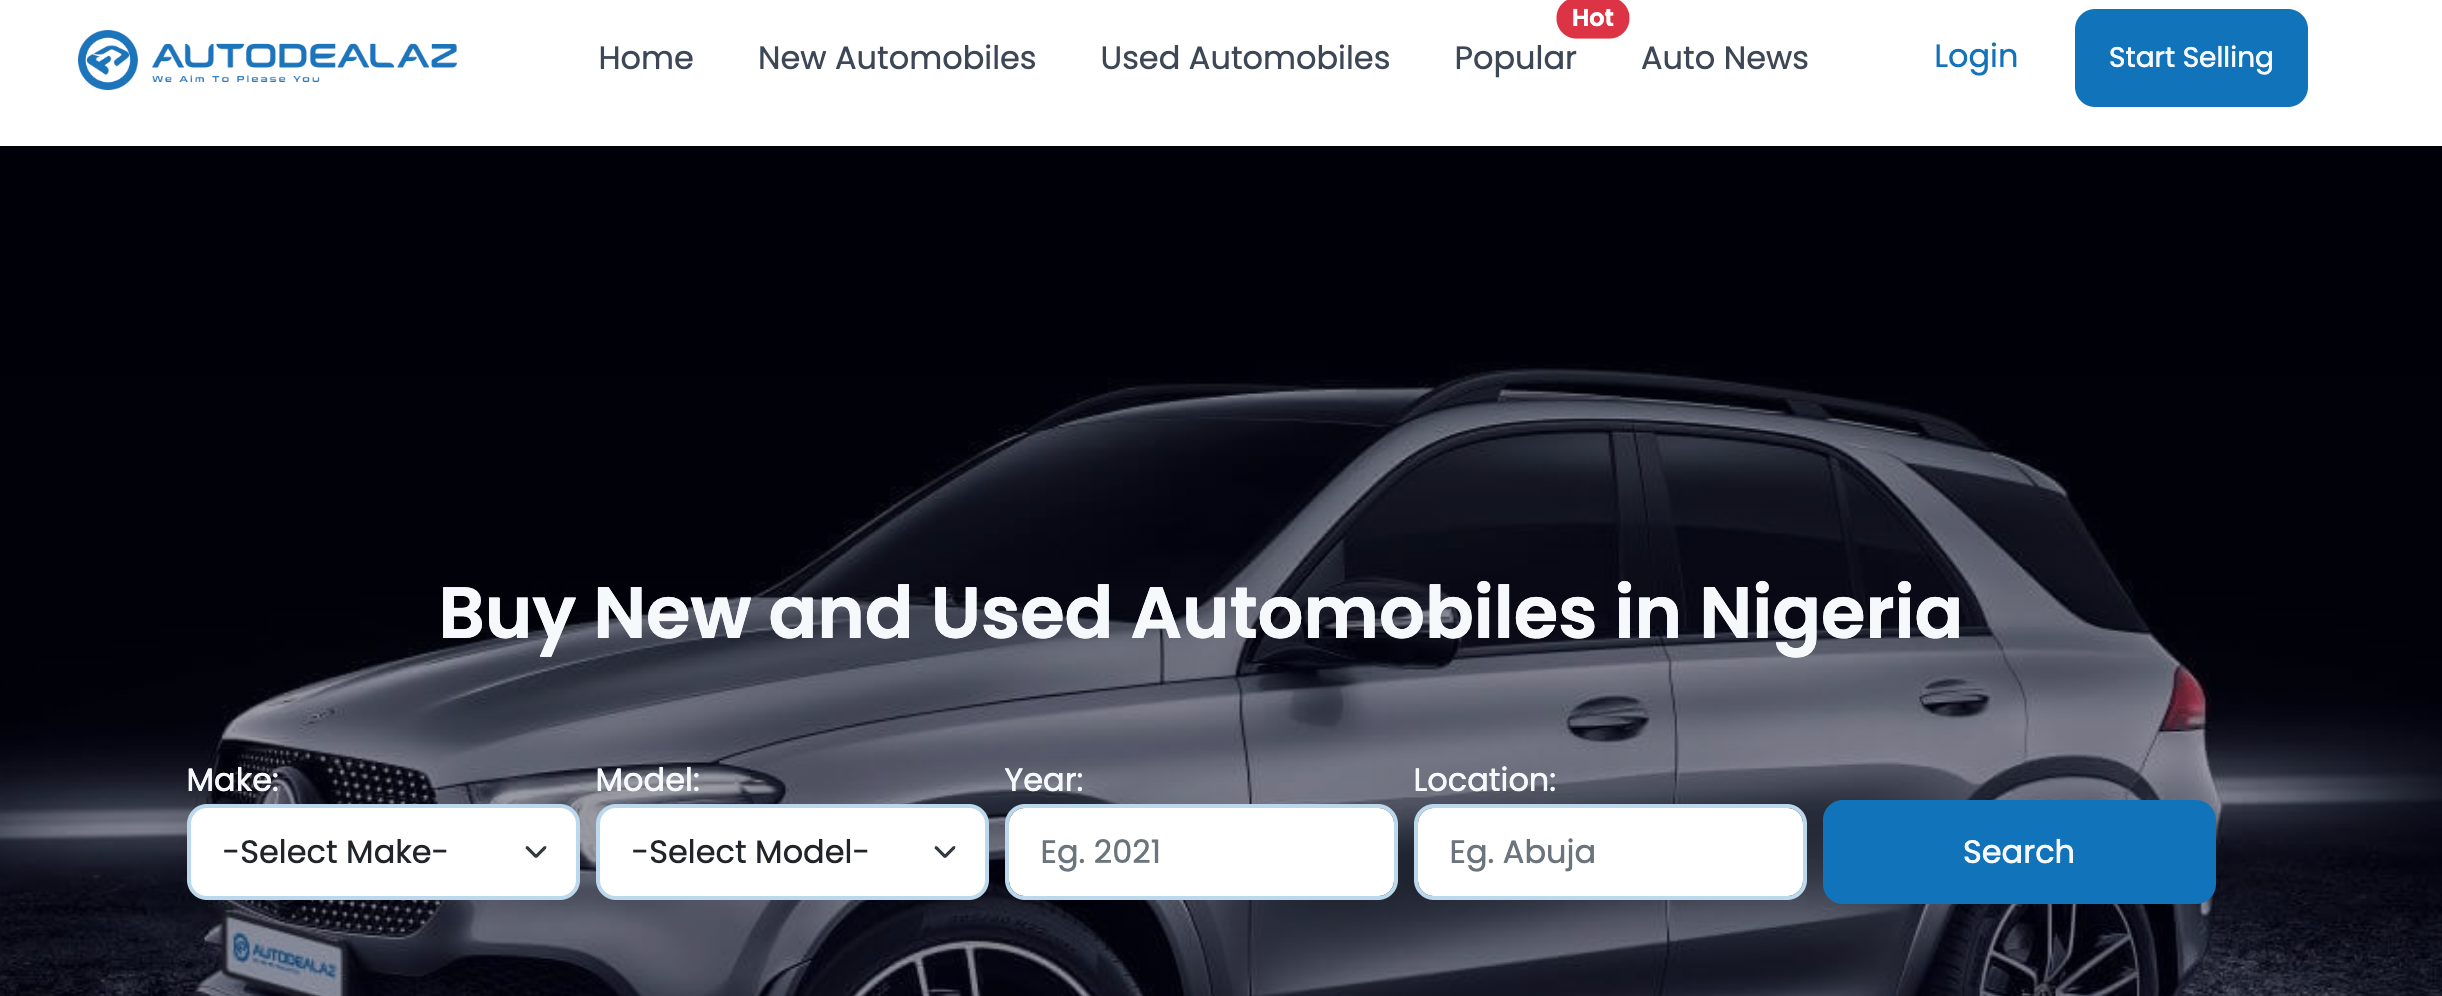 AUTODEALAZ
We Aim To Please You
Home New Automobiles Used Automobiles Popular Hot Auto News Login Start Selling
Buy New and Used Automobiles in Nigeria
Make: Model: Year: Location:
-Select Make- -Select Model- Eg. 2021 Eg. Abuja Search
AUTODEALAZ